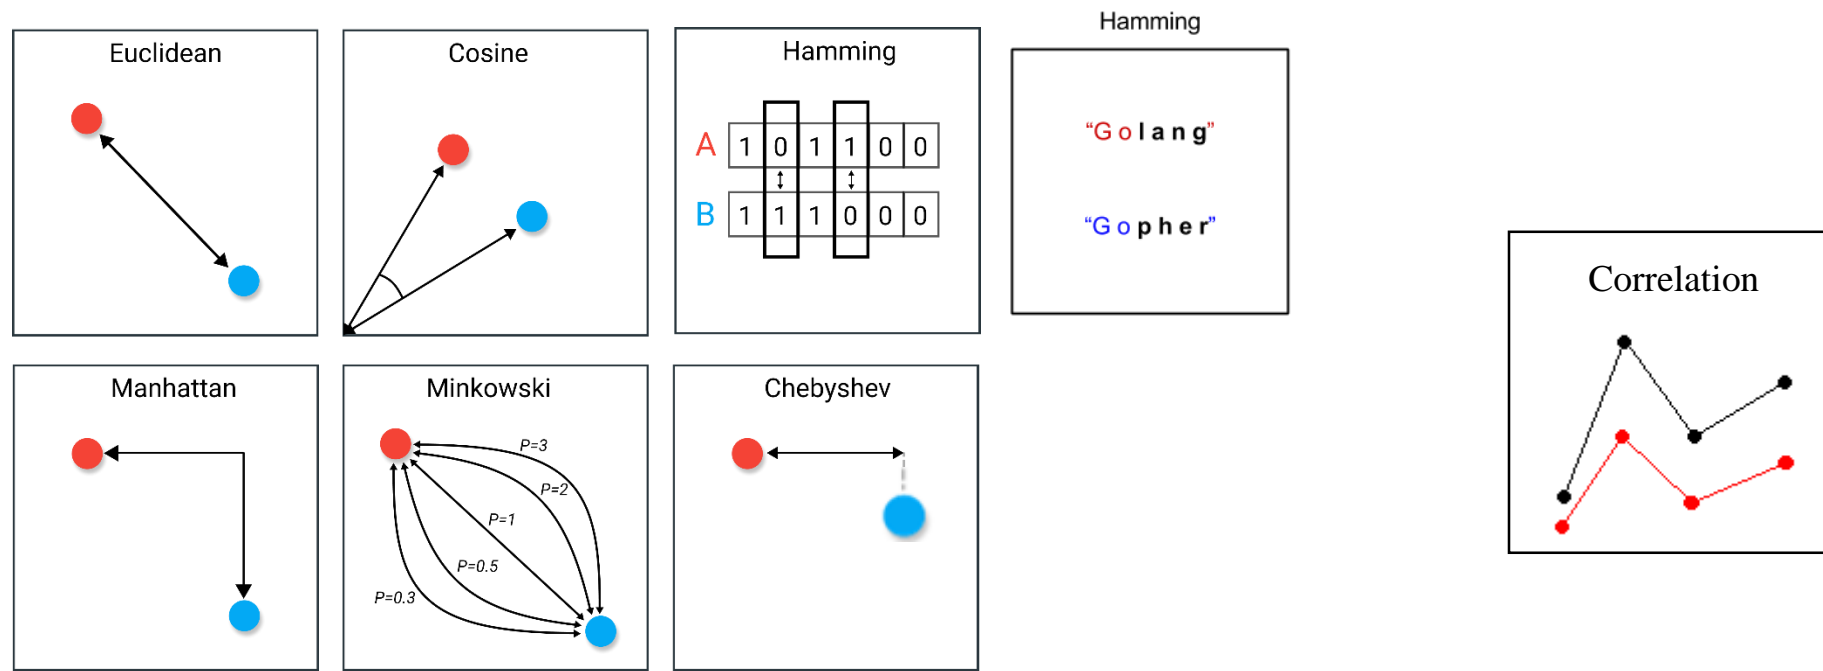 Euclidean
Cosine
Hamming
A 1 0 1 1 0 0
B 1 1 1 0 0 0
Hamming
“Golang”
“Gopher”
Correlation
Manhattan
Minkowski
P=3
P=2
P=1
P=0.5
P=0.3
Chebyshev